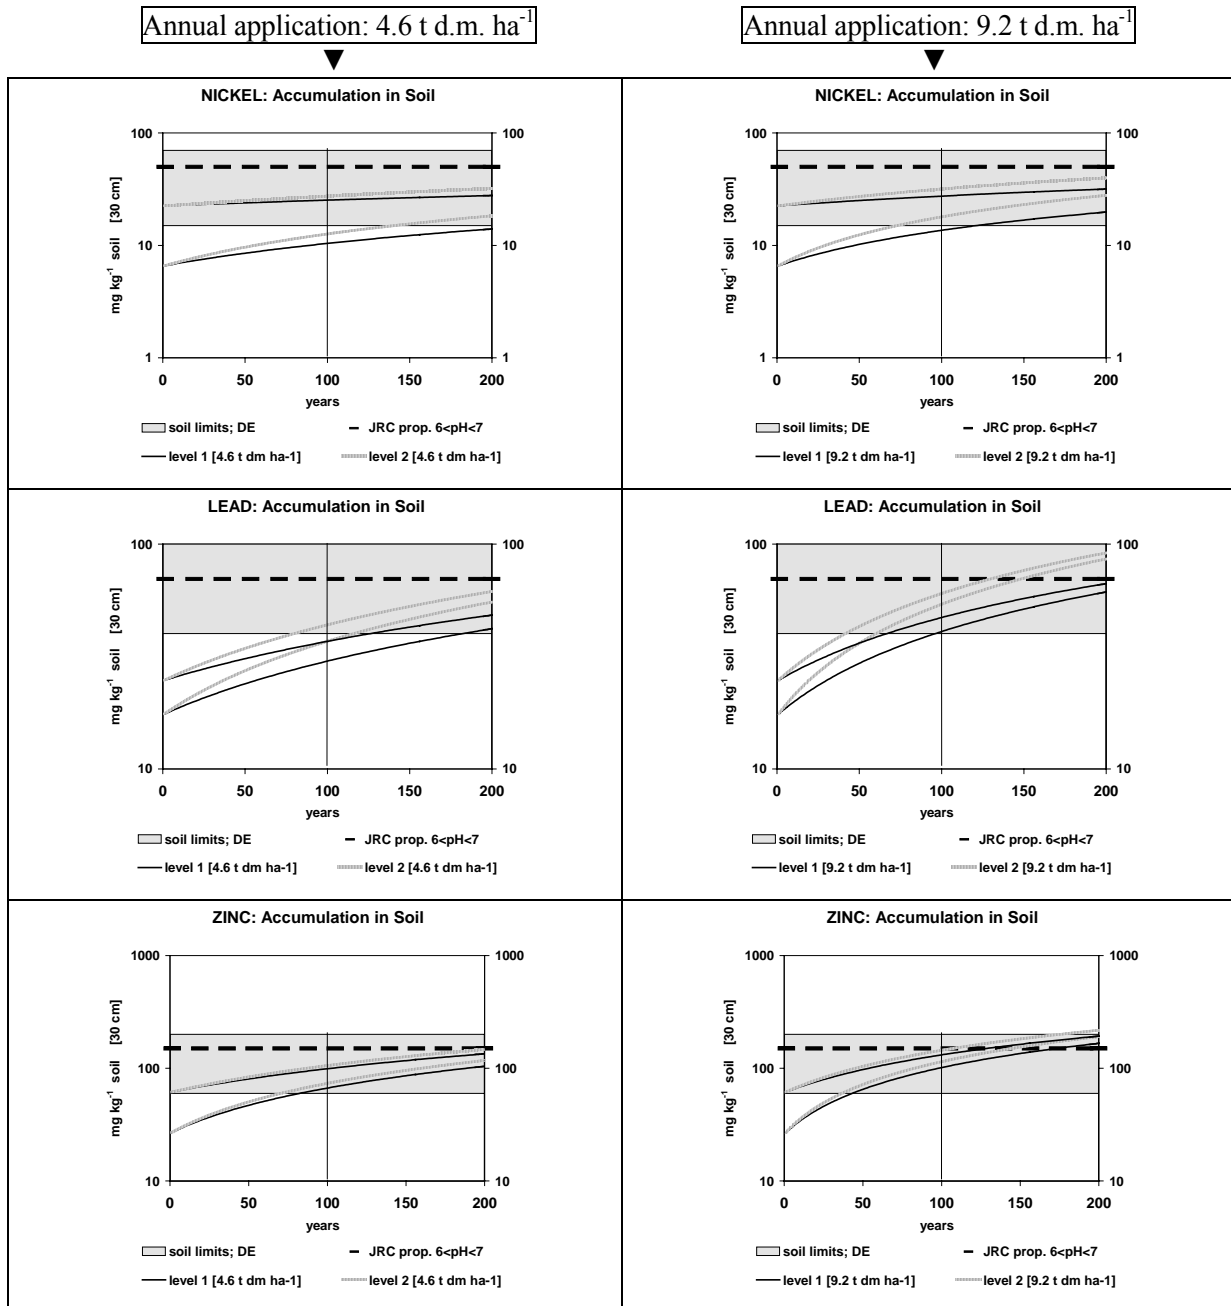 Annual application: 4.6 t d.m. ha-1
Annual application: 9.2 t d.m. ha-1
NICKEL: Accumulation in Soil
mg kg-1 soil [30 cm]
100
10
1
100
10
1
0 50 100 150 200
years
soil limits; DE
JRC prop. 6<pH<7
level 1 [4.6 t dm ha-1]
level 2 [4.6 t dm ha-1]
NICKEL: Accumulation in Soil
mg kg-1 soil [30 cm]
100
10
1
100
10
1
0 50 100 150 200
years
soil limits; DE
JRC prop. 6<pH<7
level 1 [9.2 t dm ha-1]
level 2 [9.2 t dm ha-1]
LEAD: Accumulation in Soil
mg kg-1 soil [30 cm]
100
10
100
10
0 50 100 150 200
years
soil limits; DE
JRC prop. 6<pH<7
level 1 [4.6 t dm ha-1]
level 2 [4.6 t dm ha-1]
LEAD: Accumulation in Soil
mg kg-1 soil [30 cm]
100
10
100
10
0 50 100 150 200
years
soil limits; DE
JRC prop. 6<pH<7
level 1 [9.2 t dm ha-1]
level 2 [9.2 t dm ha-1]
ZINC: Accumulation in Soil
mg kg-1 soil [30 cm]
1000
100
10
1000
100
10
0 50 100 150 200
years
soil limits; DE
JRC prop. 6<pH<7
level 1 [4.6 t dm ha-1]
level 2 [4.6 t dm ha-1]
ZINC: Accumulation in Soil
mg kg-1 soil [30 cm]
1000
100
10
1000
100
10
0 50 100 150 200
years
soil limits; DE
JRC prop. 6<pH<7
level 1 [9.2 t dm ha-1]
level 2 [9.2 t dm ha-1]